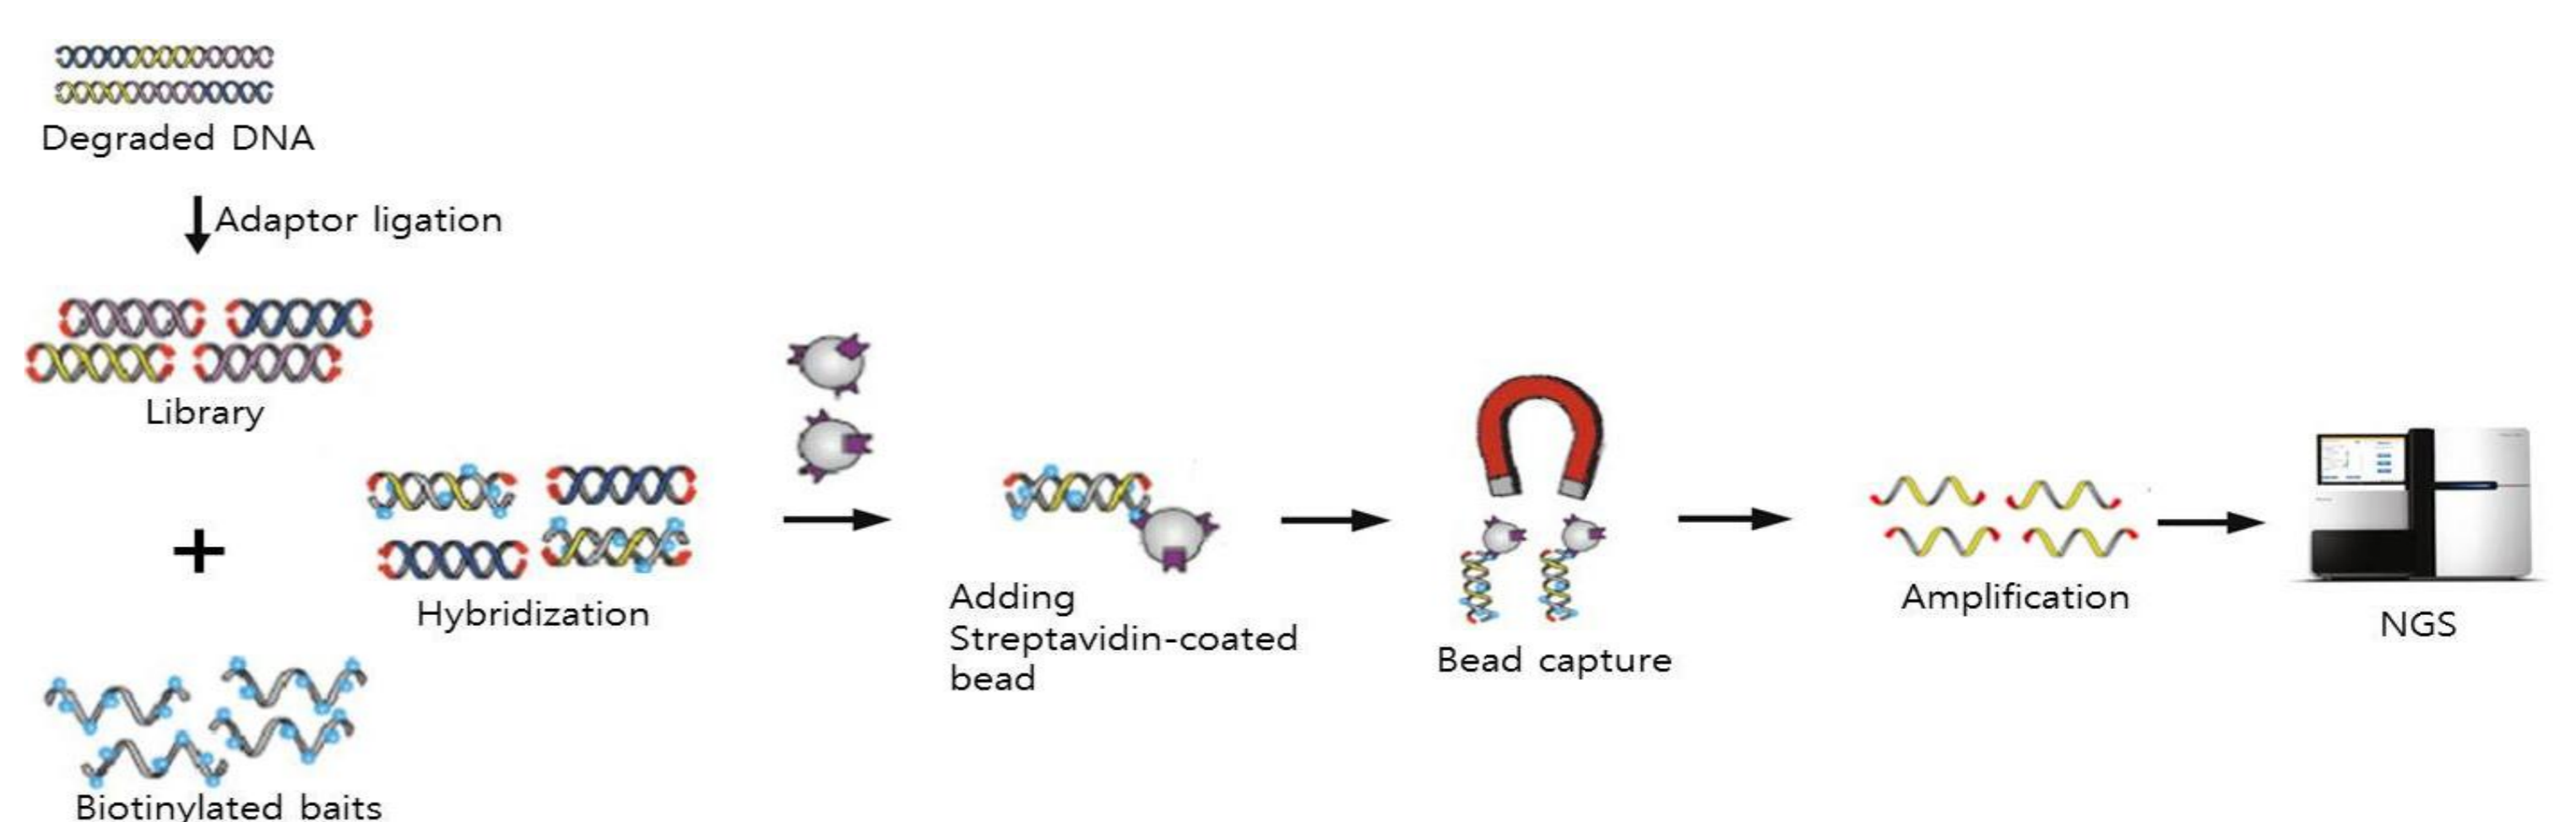 Degraded DNA
Adaptor ligation
Library
+
Hybridization
Biotinylated baits
Adding
Streptavidin-coated
bead
Bead capture
Amplification
NGS